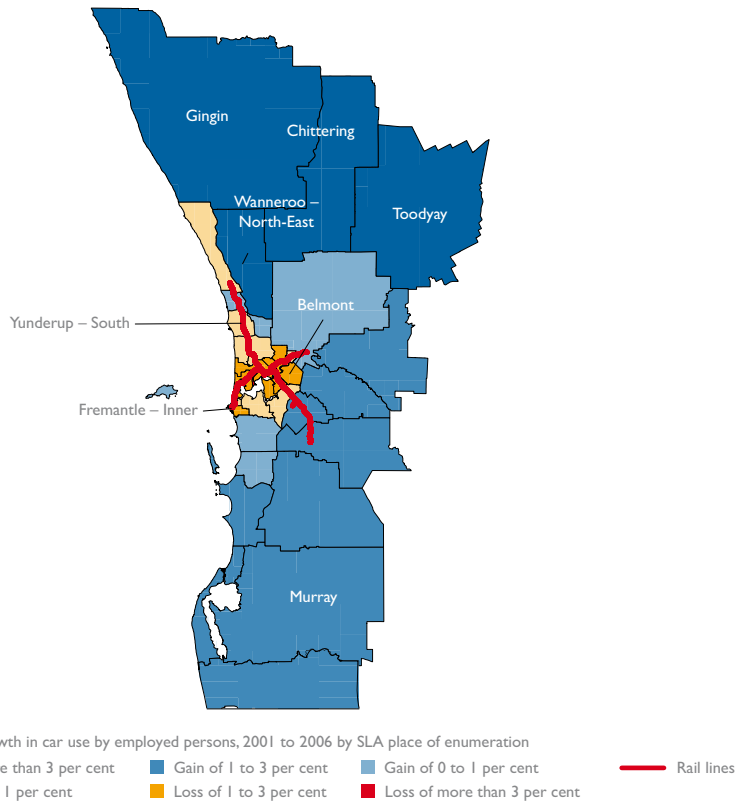 Gingin
Chittering
Wanneroo –
North-East
Toodyay
Belmont
Yunderup – South
Fremantle – Inner
Murray
wth in car use by employed persons, 2001 to 2006 by SLA place of enumeration
e than 3 per cent Gain of 1 to 3 per cent Gain of 0 to 1 per cent Rail lines
1 per cent Loss of 1 to 3 per cent Loss of more than 3 per cent